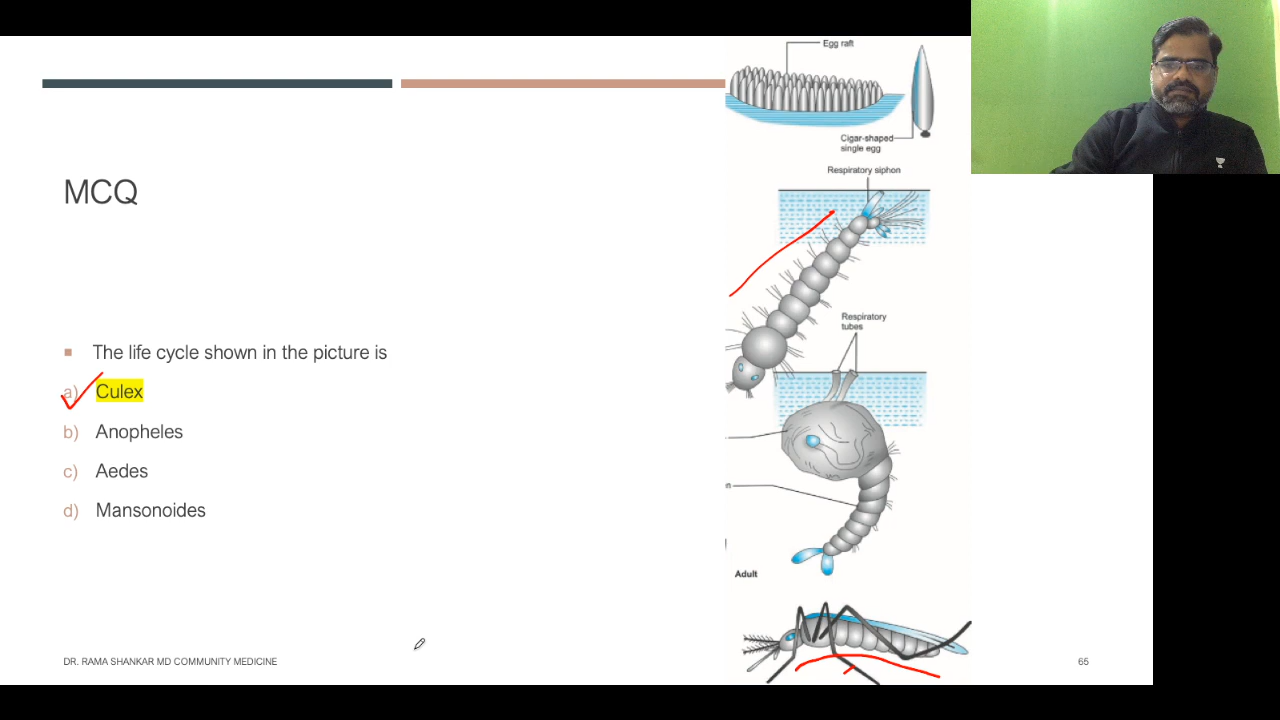 Egg raft
Cigar-shaped
single egg
Respiratory siphon
MCQ
Respiratory
tubes
The life cycle shown in the picture is
a) Culex
b) Anopheles
c) Aedes
d) Mansonoides
n
Adult
DR. RAMA SHANKAR MD COMMUNITY MEDICINE
65